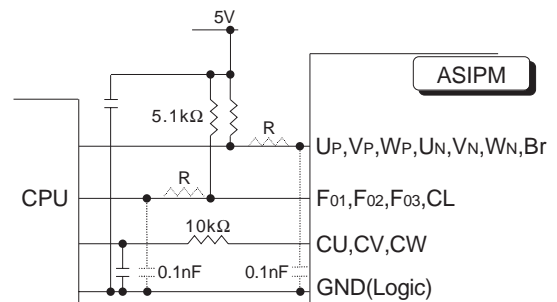 5V
ASIPM
5.1kΩ
R
UP,VP,WP,UN,VN,WN,Br
R
CPU
F01,F02,F03,CL
10kΩ
CU,CV,CW
0.1nF
0.1nF
GND(Logic)